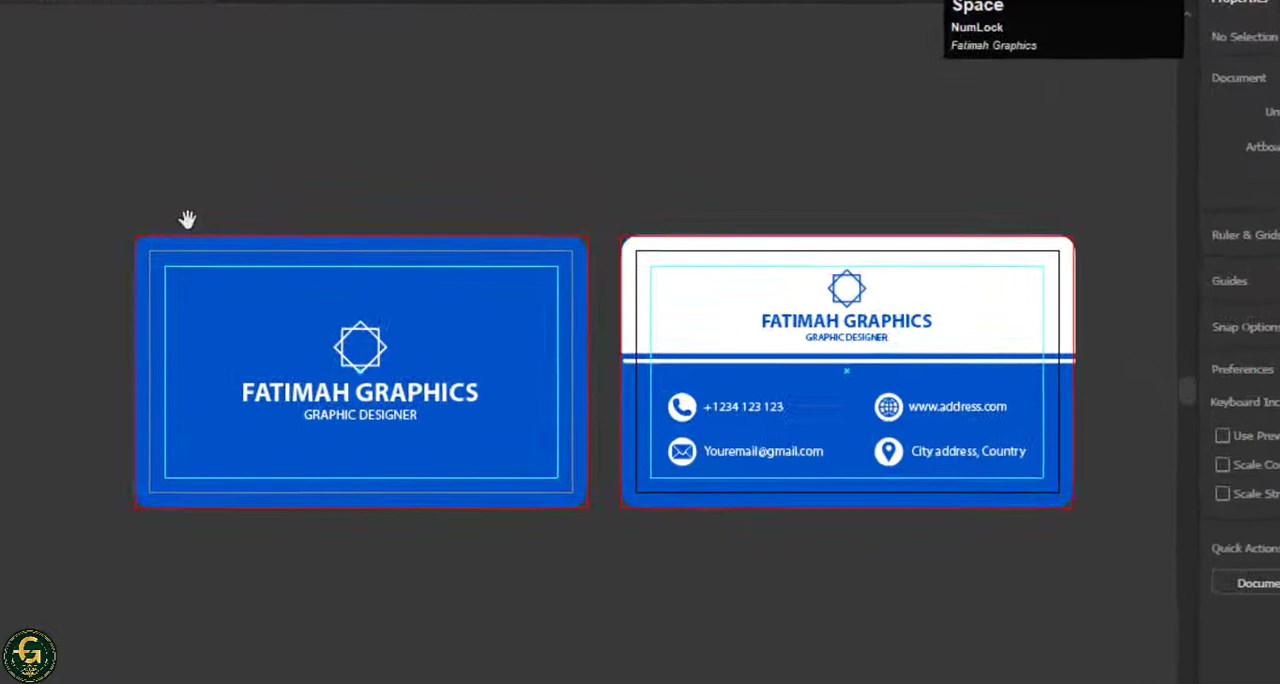 Space
NumLock
Fatimah Graphics
Properties
No Selection
Document
Ruler & Grids
Guides
Snap Options
Preferences
Keyboard Inc
Use Prev
Scale Co
Scale Str
Quick Actions
Docume
FATIMAH GRAPHICS
GRAPHIC DESIGNER
FATIMAH GRAPHICS
GRAPHIC DESIGNER
+1234 123 123
www.address.com
Youremail@gmail.com
City address, Country
G